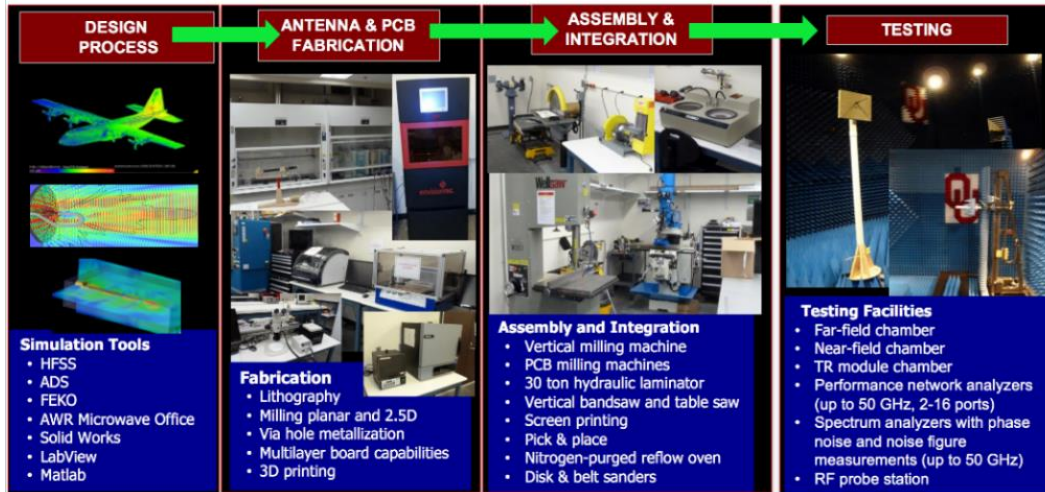 DESIGN
PROCESS
ANTENNA & PCB
FABRICATION
ASSEMBLY &
INTEGRATION
TESTING
Simulation Tools
• HFSS
• ADS
• FEKO
• AWR Microwave Office
• Solid Works
• LabView
• Matlab
Fabrication
• Lithography
• Milling planar and 2.5D
• Via hole metallization
• Multilayer board capabilities
• 3D printing
Wellsaw
Assembly and Integration
• Vertical milling machine
• PCB milling machines
• 30 ton hydraulic laminator
• Vertical bandsaw and table saw
• Screen printing
• Pick & place
• Nitrogen-purged reflow oven
• Disk & belt sanders
Testing Facilities
• Far-field chamber
• Near-field chamber
• TR module chamber
• Performance network analyzers
(up to 50 GHz, 2-16 ports)
• Spectrum analyzers with phase
noise and noise figure
measurements (up to 50 GHz)
• RF probe station